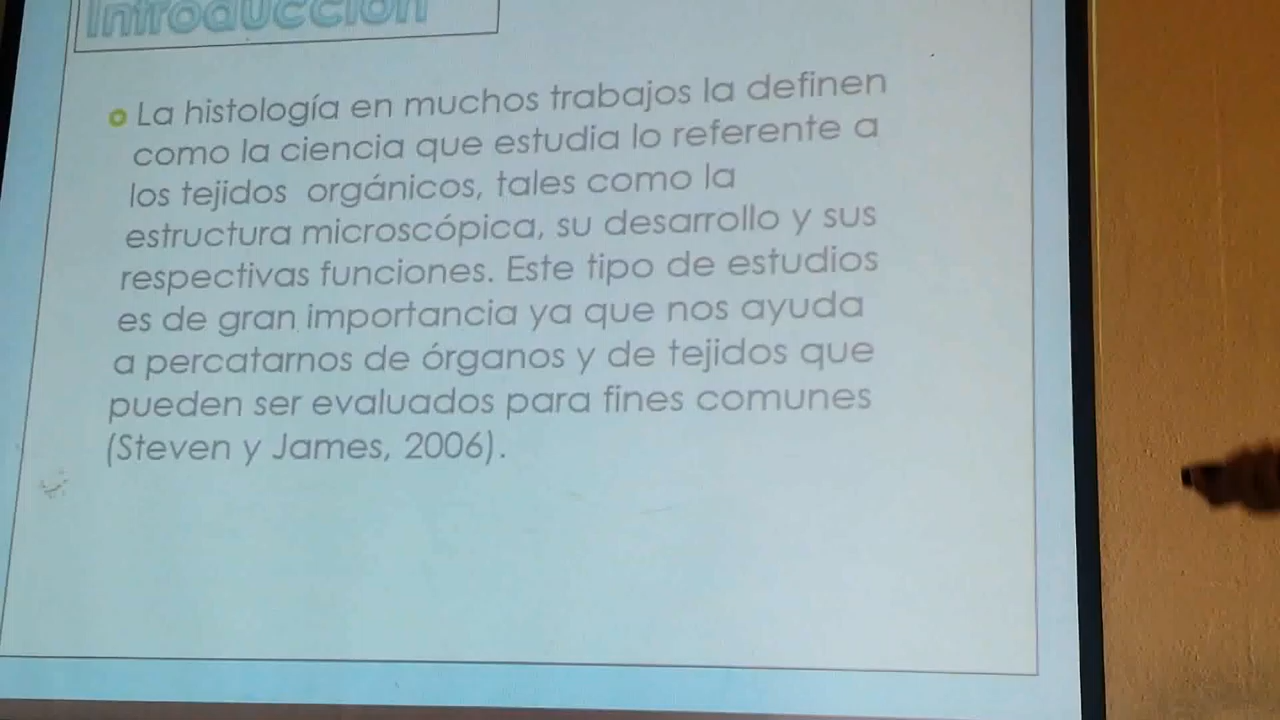 Introducción
La histología en muchos trabajos la definen
como la ciencia que estudia lo referente a
los tejidos orgánicos, tales como la
estructura microscópica, su desarrollo y sus
respectivas funciones. Este tipo de estudios
es de gran importancia ya que nos ayuda
a percatarnos de órganos y de tejidos que
pueden ser evaluados para fines comunes
(Steven y James, 2006).